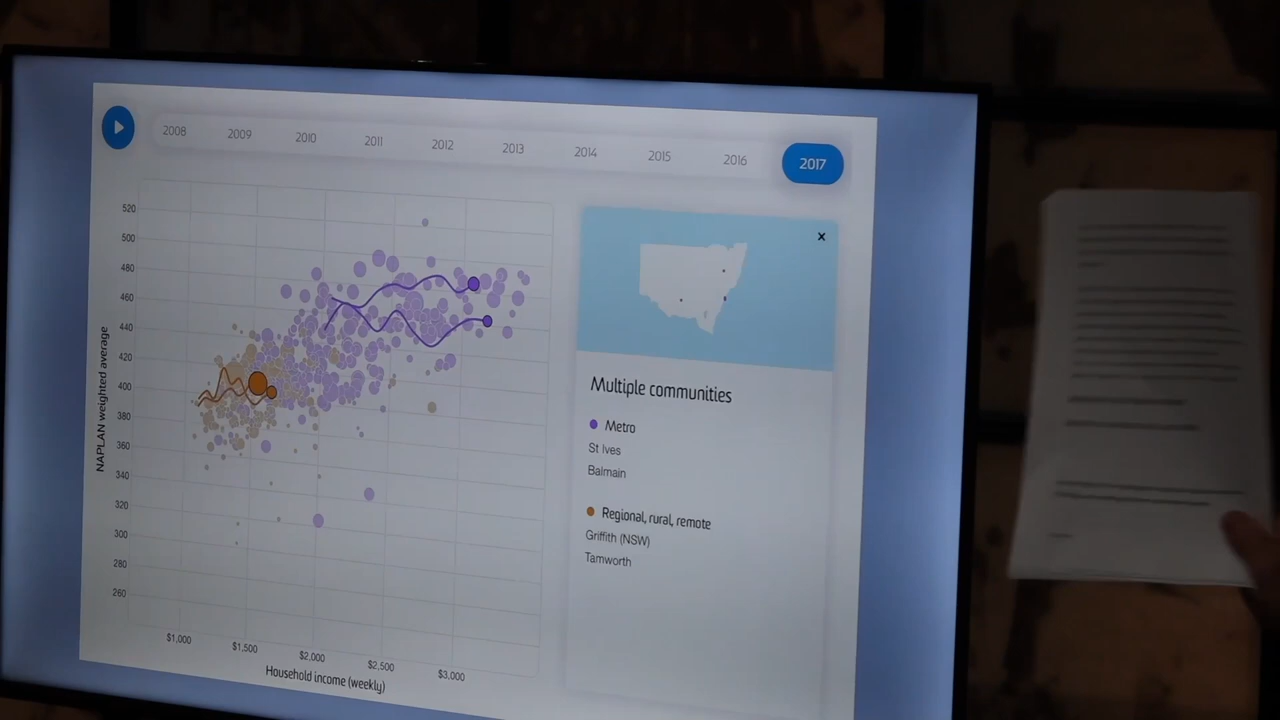 2008 2009 2010 2011 2012 2013 2014 2015 2016 2017
520
500
480
460
440
420
400
380
360
340
320
300
280
260
NAPLAN weighted average
$1,000 $1,500 $2,000 $2,500 $3,000
Household income (weekly)
×
Multiple communities
Metro
St Ives
Balmain
Regional, rural, remote
Griffith (NSW)
Tamworth